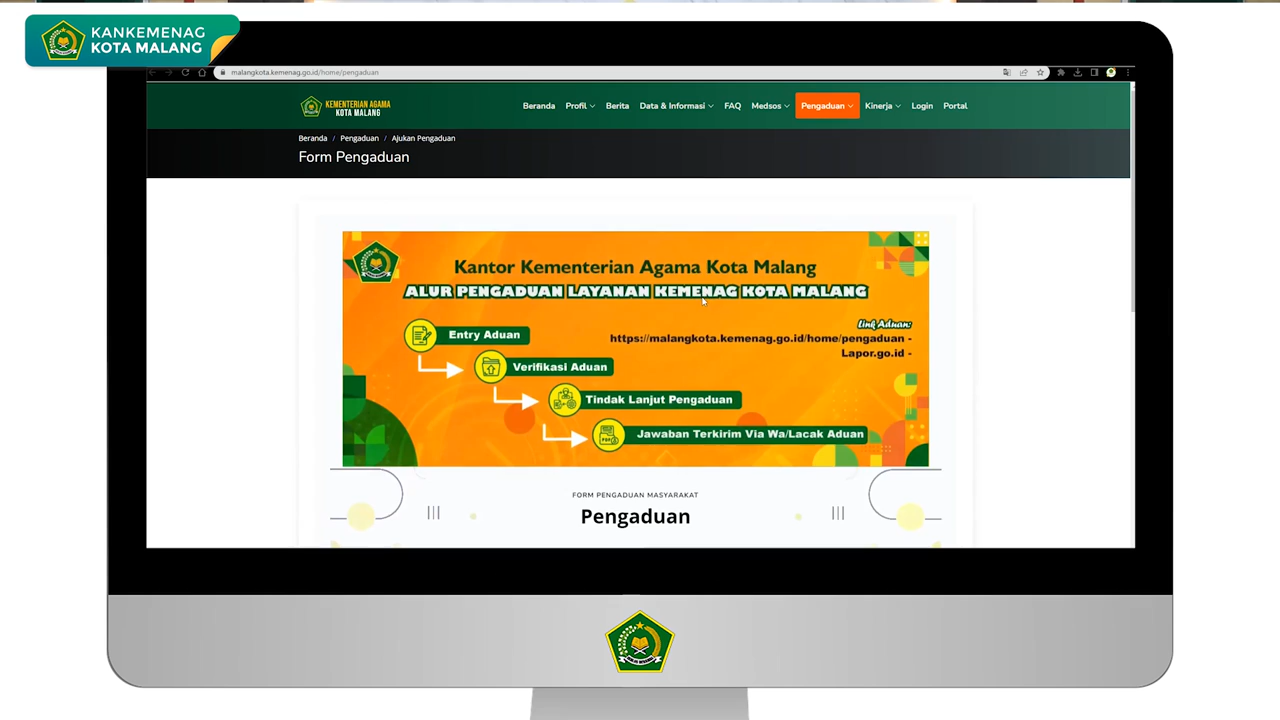 KANKEMENAG
KOTA MALANG
malangkota.kemenag.go.id/home/pengaduan
KEMENTERIAN AGAMA
KOTA MALANG
Beranda Profil Berita Data & Informasi FAQ Medsos Pengaduan Kinerja Login Portal
Beranda / Pengaduan / Ajukan Pengaduan
Form Pengaduan
Kantor Kementerian Agama Kota Malang
ALUR PENGADUAN LAYANAN KEMENAG KOTA MALANG
Link Aduan:
https://malangkota.kemenag.go.id/home/pengaduan -
Lapor.go.id -
Entry Aduan
Verifikasi Aduan
Tindak Lanjut Pengaduan
Jawaban Terkirim Via Wa/Lacak Aduan
FORM PENGADUAN MASYARAKAT
Pengaduan